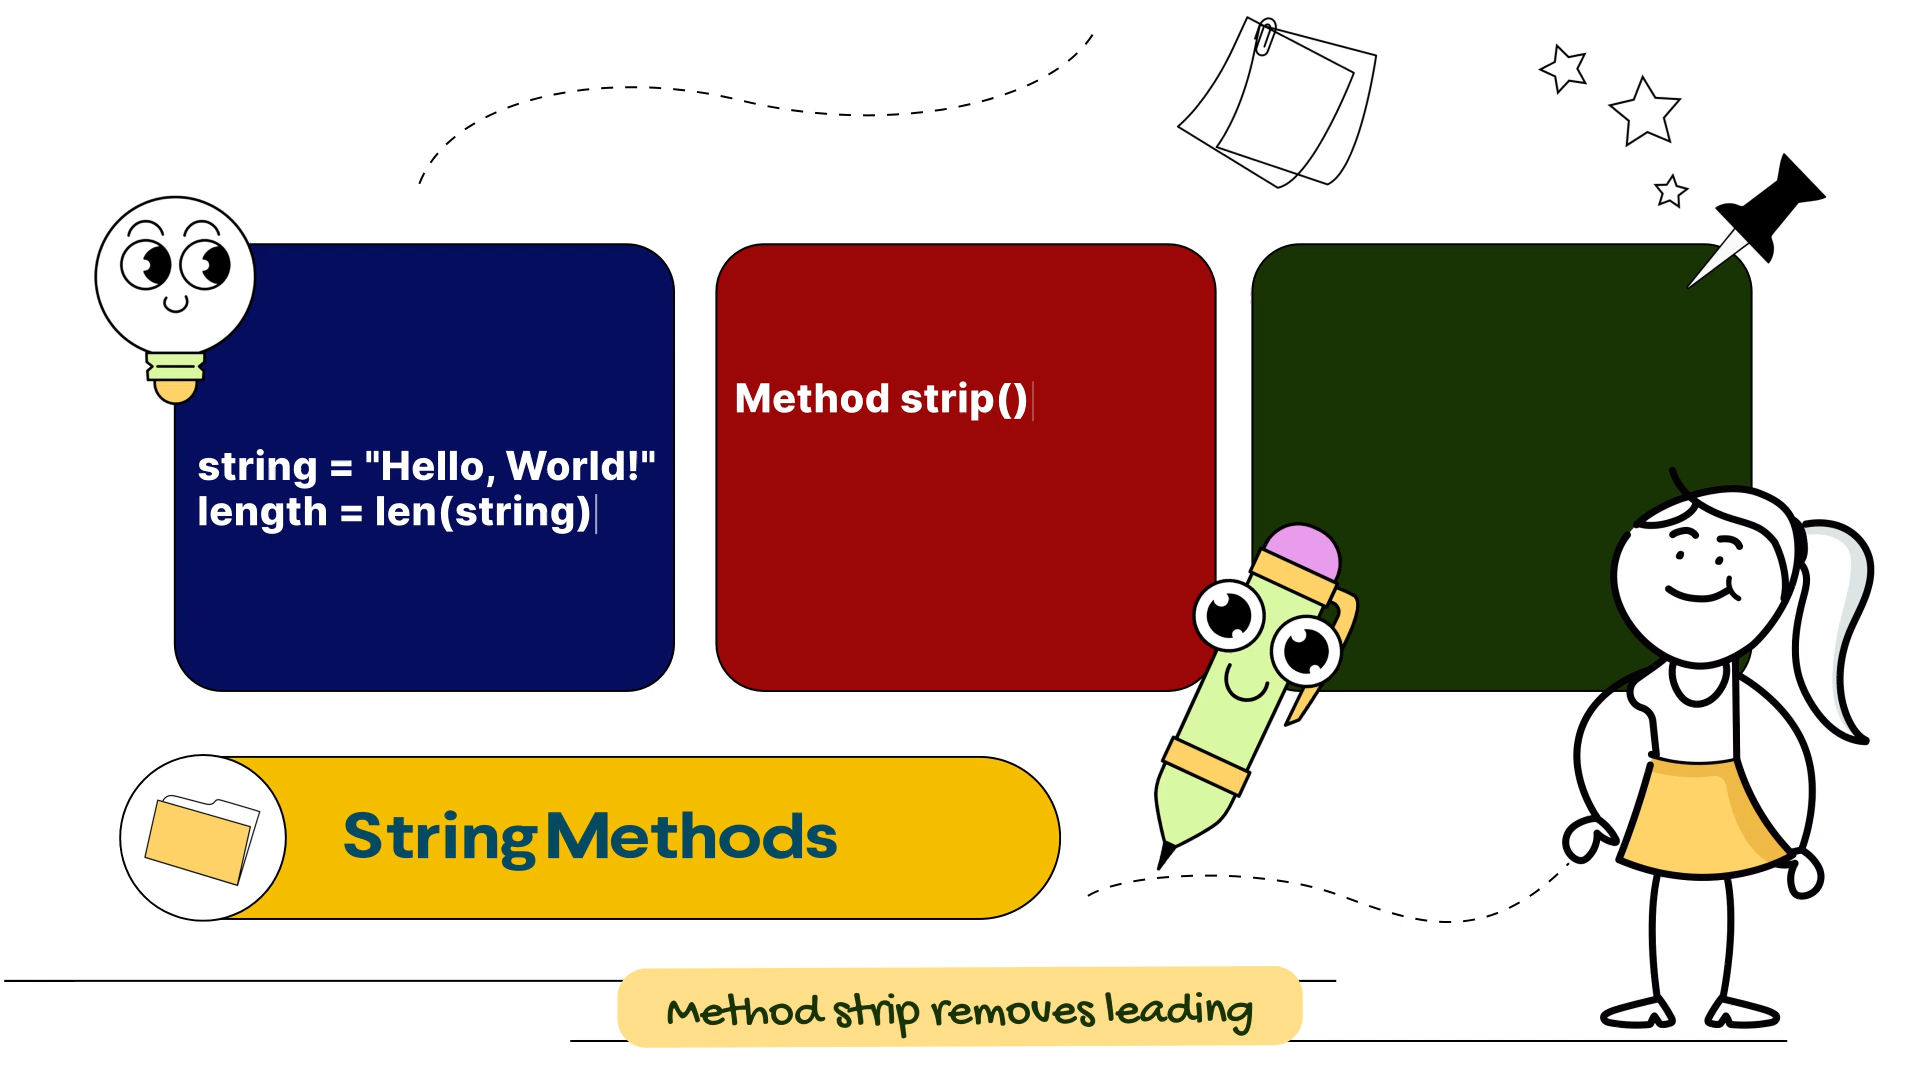 string = "Hello, World!"
length = len(string)
Method strip()
String Methods
Method strip removes leading